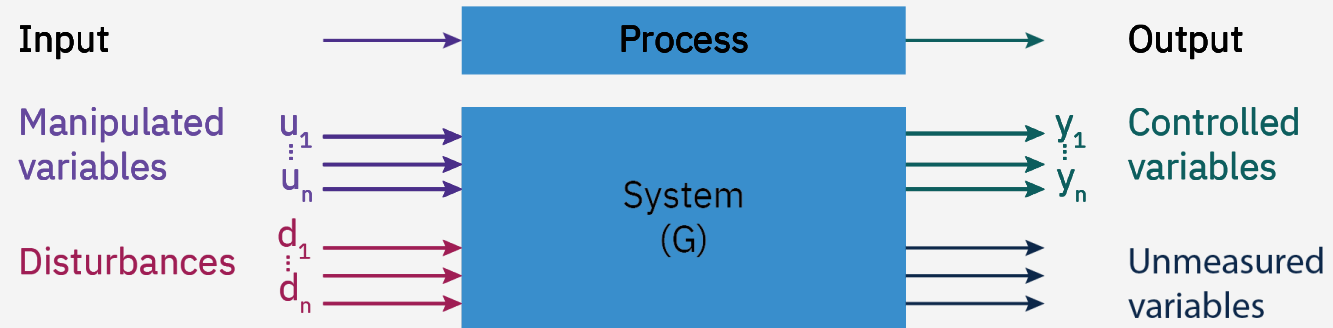 Input
Process
Output
Manipulated
variables
u1
⋮
un
System
(G)
y1
⋮
yn
Controlled
variables
Disturbances
d1
⋮
dn
Unmeasured
variables